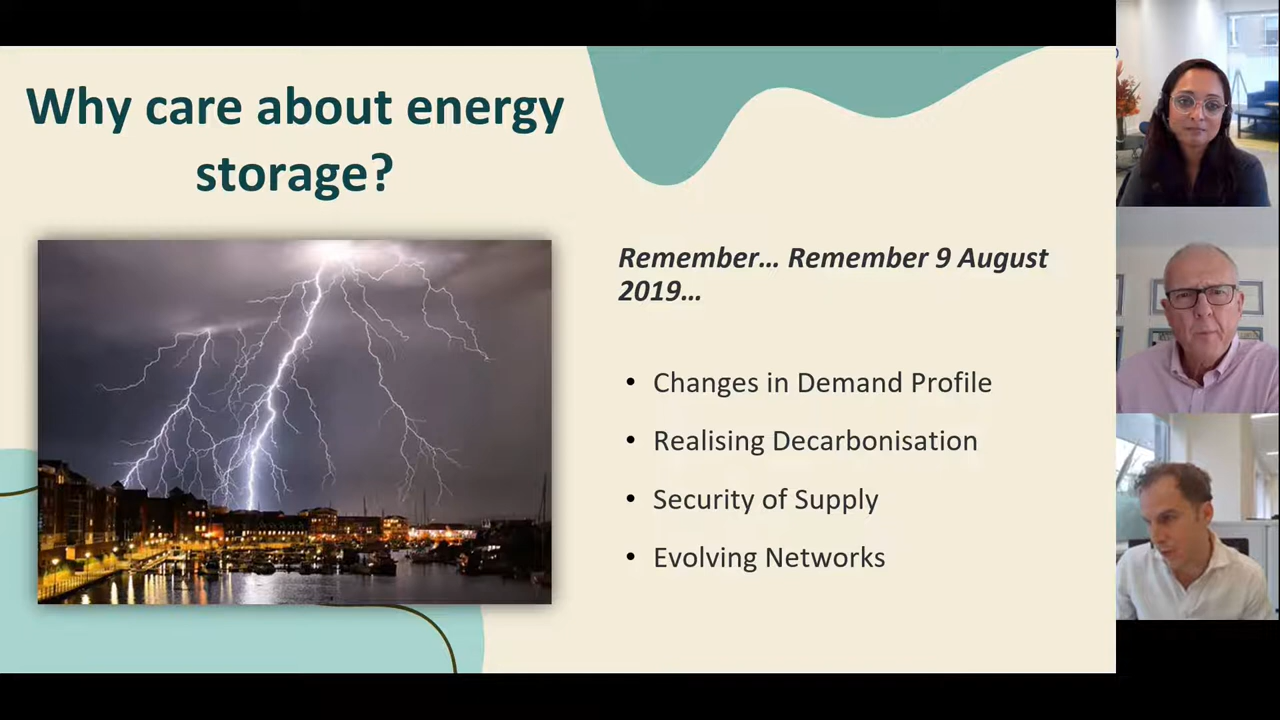 Why care about energy
storage?
Remember... Remember 9 August
2019...
• Changes in Demand Profile
• Realising Decarbonisation
• Security of Supply
• Evolving Networks